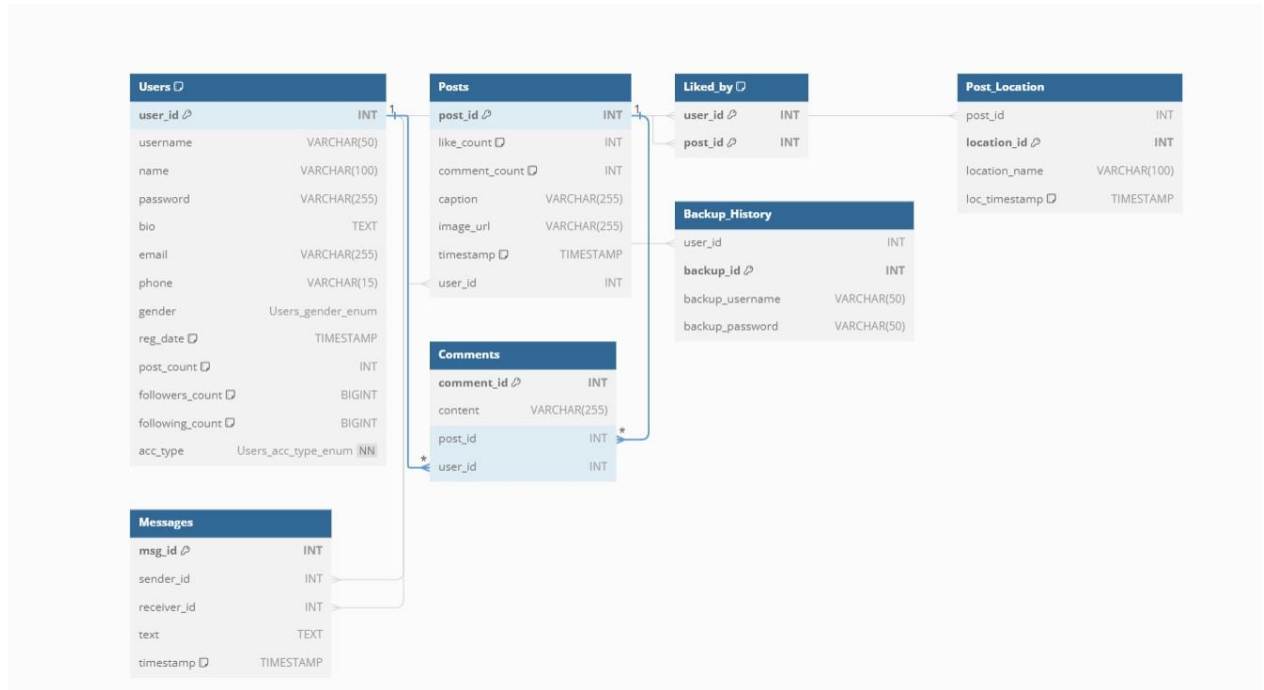 Users
user_id INT
username VARCHAR(50)
name VARCHAR(100)
password VARCHAR(255)
bio TEXT
email VARCHAR(255)
phone VARCHAR(15)
gender Users_gender_enum
reg_date TIMESTAMP
post_count INT
followers_count BIGINT
following_count BIGINT
acc_type Users_acc_type_enum NN
1
*
Posts
post_id INT
like_count INT
comment_count INT
caption VARCHAR(255)
image_url VARCHAR(255)
timestamp TIMESTAMP
user_id INT
1
*
Liked_by
user_id INT
post_id INT
Post_Location
post_id INT
location_id INT
location_name VARCHAR(100)
loc_timestamp TIMESTAMP
Backup_History
user_id INT
backup_id INT
backup_username VARCHAR(50)
backup_password VARCHAR(50)
Comments
comment_id INT
content VARCHAR(255)
post_id INT
user_id INT
Messages
msg_id INT
sender_id INT
receiver_id INT
text TEXT
timestamp TIMESTAMP